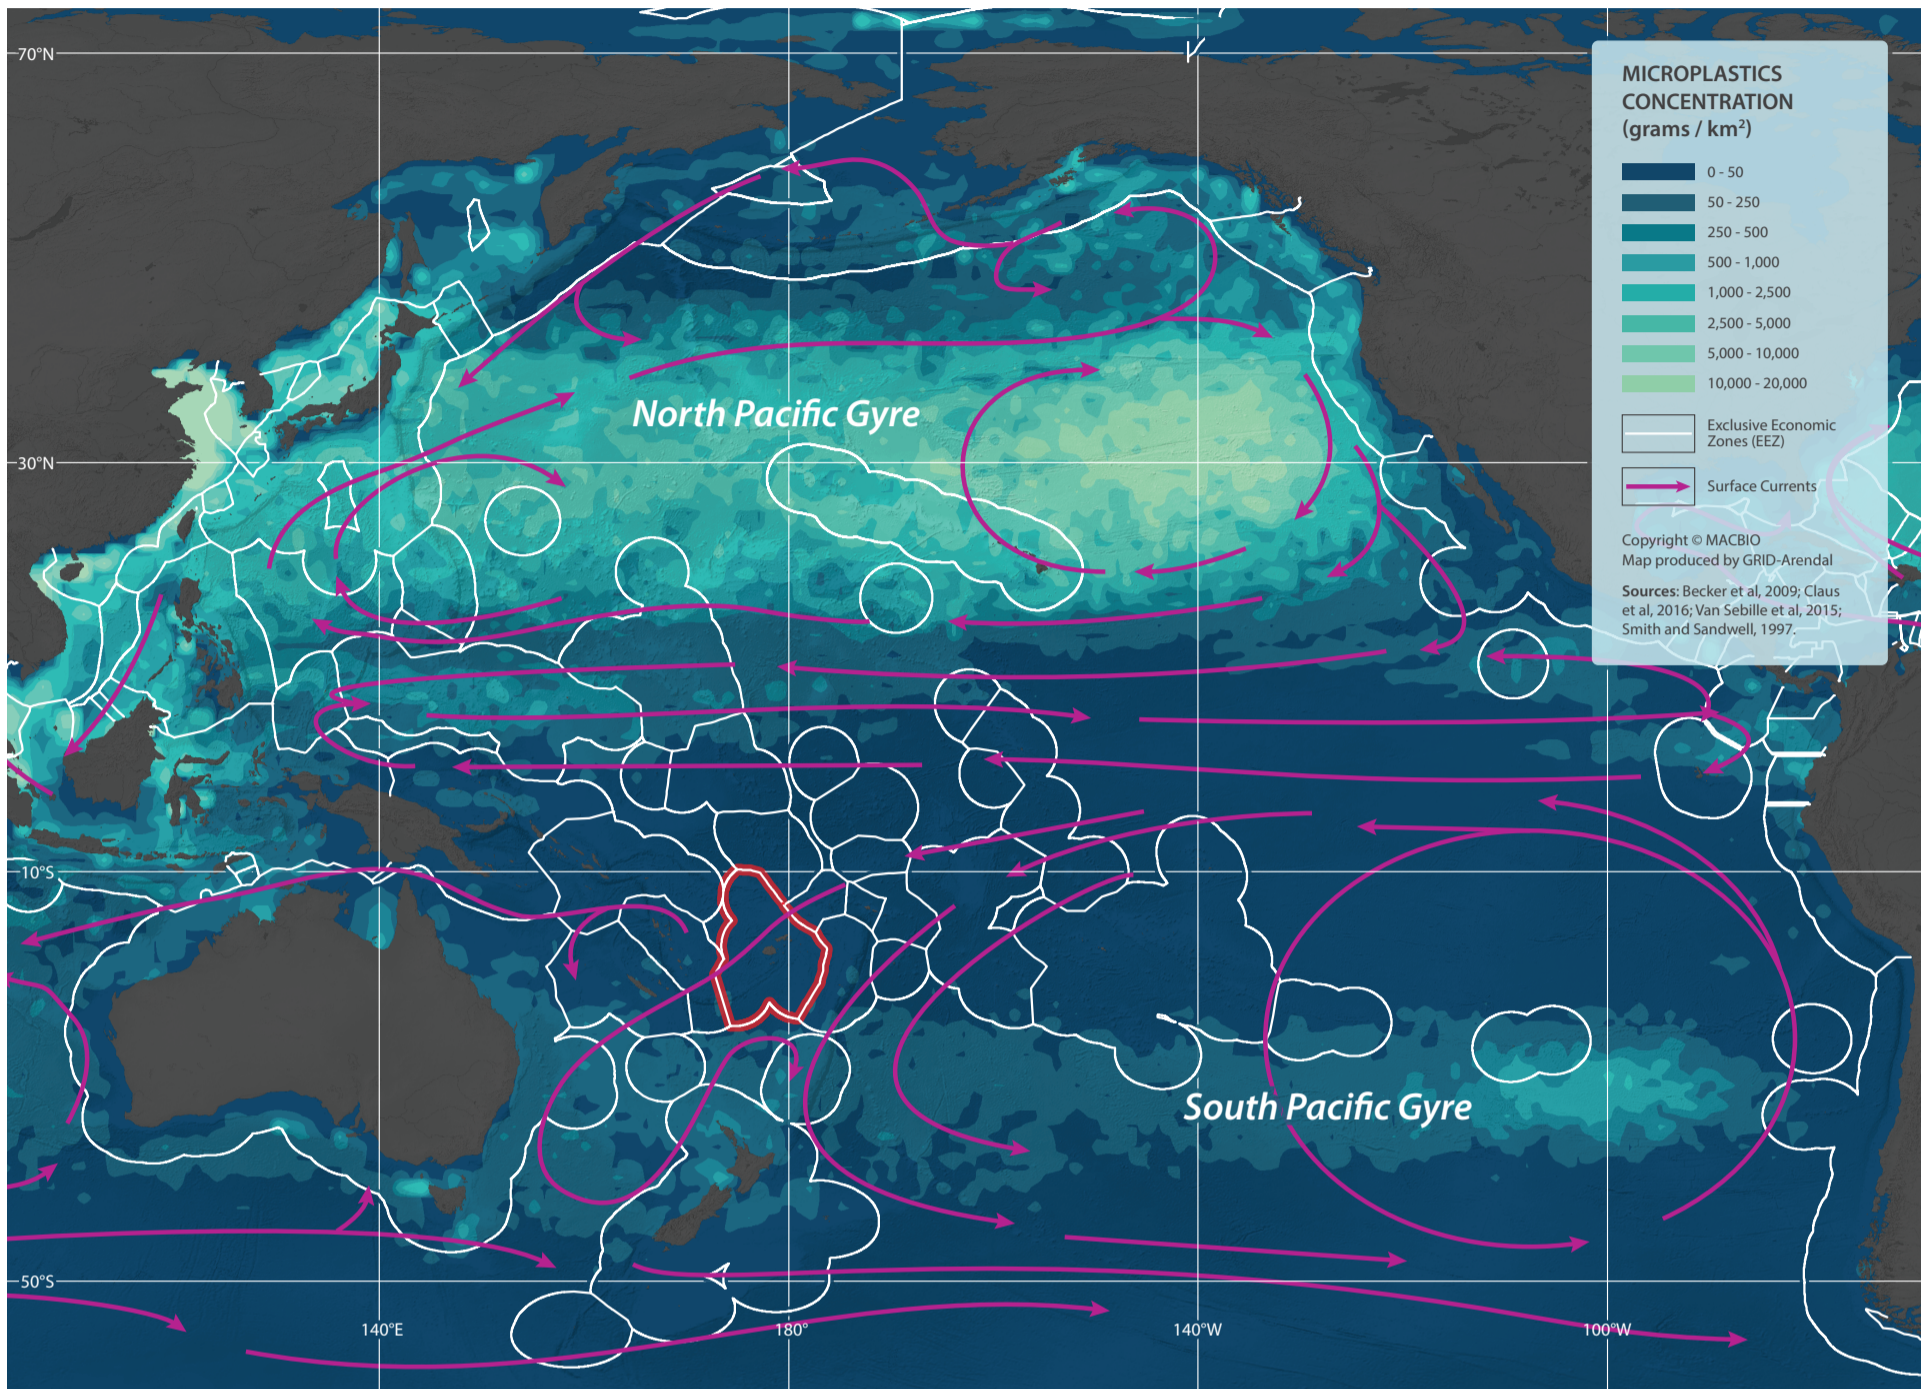 70°N
30°N
10°S
50°S
140°E
180°
140°W
100°W
North Pacific Gyre
South Pacific Gyre
MICROPLASTICS
CONCENTRATION
(grams / km²)
0 - 50
50 - 250
250 - 500
500 - 1,000
1,000 - 2,500
2,500 - 5,000
5,000 - 10,000
10,000 - 20,000
Exclusive Economic
Zones (EEZ)
Surface Currents
Copyright © MACBIO
Map produced by GRID-Arendal
Sources: Becker et al, 2009; Claus
et al, 2016; Van Sebille et al, 2015;
Smith and Sandwell, 1997.